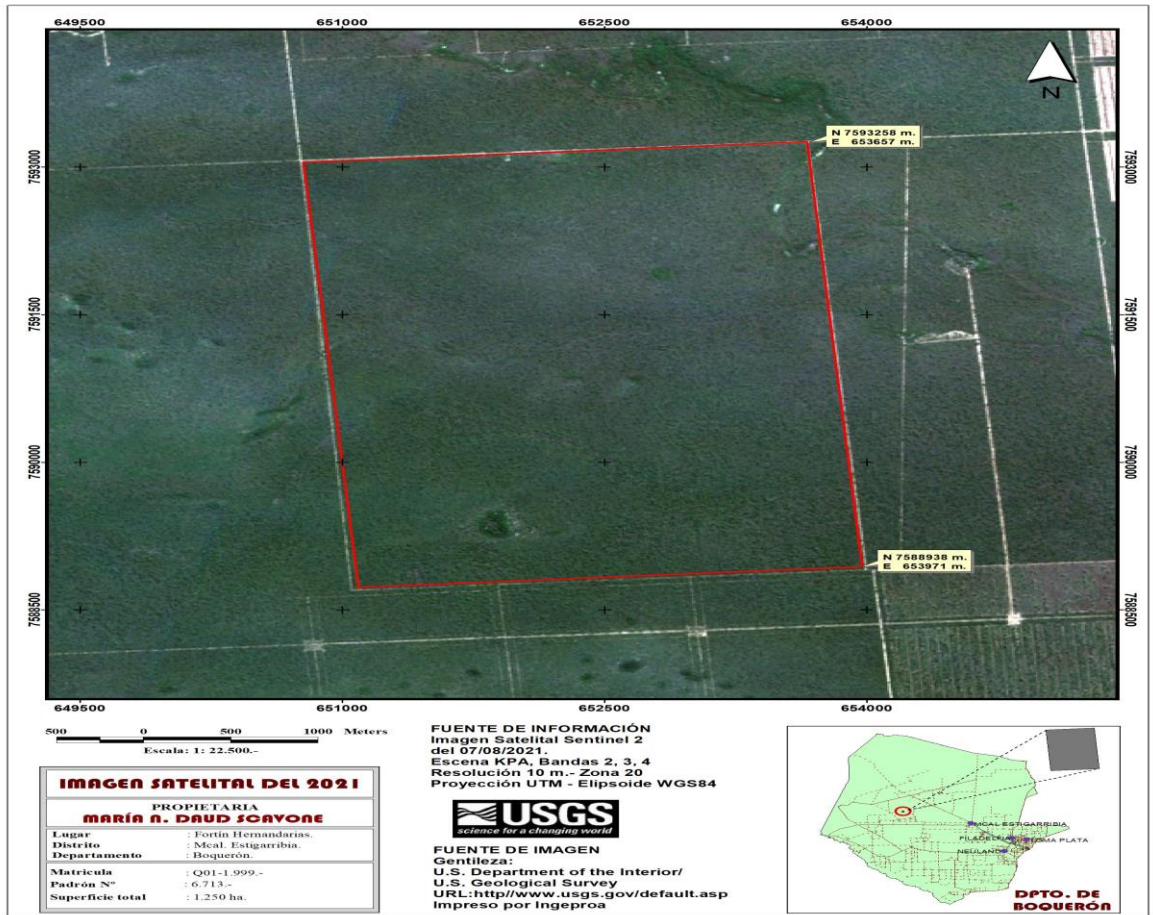 649500 651000 652500 654000
N
N 7593258 m.
E 653657 m.
7593000 7593000
7591500 7591500
7590000 7590000
N 7588938 m.
E 653971 m.
7588500 7588500
649500 651000 652500 654000
500 0 500 1000 Meters
Escala: 1: 22.500.-
IMAGEN SATELITAL DEL 2021
PROPIETARIA
MARÍA N. DAUD SCAVONE
Lugar : Fortín Hernandarias.
Distrito : Mcal. Estigarribia.
Departamento : Boquerón.
Matricula : Q01-1.999.-
Padrón Nº : 6.713.-
Superficie total : 1.250 ha.
FUENTE DE INFORMACIÓN
Imagen Satelital Sentinel 2
del 07/08/2021.
Escena KPA, Bandas 2, 3, 4
Resolución 10 m.- Zona 20
Proyección UTM - Elipsoide WGS84
USGS
science for a changing world
FUENTE DE IMAGEN
Gentileza:
U.S. Department of the Interior/
U.S. Geological Survey
URL:http//www.usgs.gov/default.asp
Impreso por Ingeproa
MCAL ESTIGARRIBIA
FILADELFIA
LOMA PLATA
NEULAND
DPTO. DE
BOQUERÓN